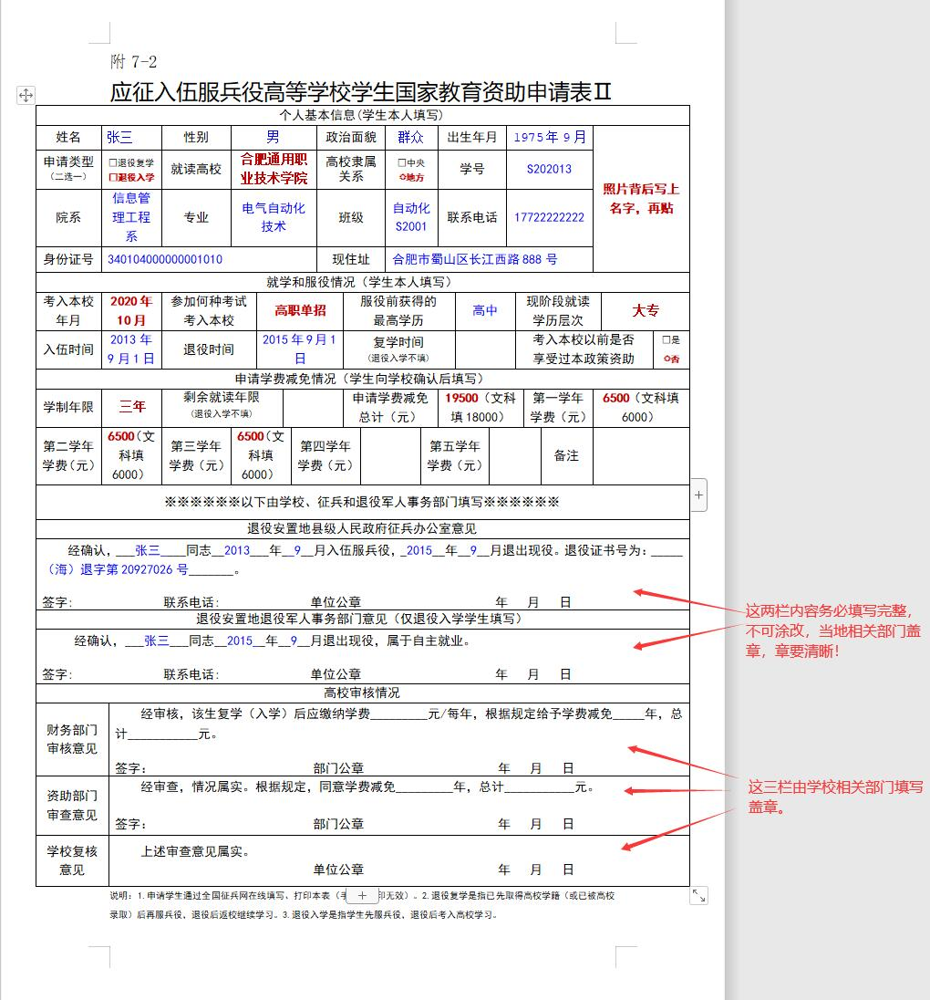 附 7-2
应征入伍服兵役高等学校学生国家教育资助申请表Ⅱ
个人基本信息(学生本人填写)
姓名 张三 性别 男 政治面貌 群众 出生年月 1975年 9 月
照片背后写上
名字，再贴
申请类型
（二选一）
□退役复学
□退役入学
就读高校
合肥通用职
业技术学院
高校隶属
关系
□中央
✩地方
学号 S202013
院系
信息管
理工程
系
专业
电气自动化
技术
班级
自动化
S2001
联系电话 17722222222
身份证号 340104000000001010 现住址 合肥市蜀山区长江西路 888 号
就学和服役情况（学生本人填写）
考入本校
年月
2020 年
10 月
参加何种考试
考入本校
高职单招
服役前获得的
最高学历
高中
现阶段就读
学历层次
大专
入伍时间
2013 年
9 月 1 日
退役时间
2015 年 9 月 1
日
复学时间
（退役入学不填）
考入本校以前是否
享受过本政策资助
□是
✩否
申请学费减免情况（学生向学校确认后填写）
学制年限 三年
剩余就读年限
（退役入学不填）
申请学费减免
总计（元）
19500（文科
填 18000）
第一学年
学费（元）
6500（文科填
6000）
第二学年
学费（元）
6500（文
科填
6000）
第三学年
学费（元）
6500（文
科填
6000）
第四学年
学费（元）
第五学年
学费（元）
备注
※※※※※※以下由学校、征兵和退役军人事务部门填写※※※※※※
退役安置地县级人民政府征兵办公室意见
经确认，___张三____同志__2013___年__9__月入伍服兵役，_2015__年__9__月退出现役。退役证书号为：_____
（海）退字第 20927026 号_______。
签字： 联系电话： 单位公章 年 月 日
退役安置地退役军人事务部门意见（仅退役入学学生填写）
经确认，___张三___同志__2015__年__9__月退出现役，属于自主就业。
签字： 联系电话： 单位公章 年 月 日
这两栏内容务必填写完整，
不可涂改，当地相关部门盖
章，章要清晰！
高校审核情况
财务部门
审核意见
经审核，该生复学（入学）后应缴纳学费_________元/每年，根据规定给予学费减免_____年，总
计___________元。
签字： 部门公章 年 月 日
资助部门
审查意见
经审查，情况属实。根据规定，同意学费减免_________年，总计___________元。
签字： 部门公章 年 月 日
这三栏由学校相关部门填写
盖章。
学校复核
意见
上述审查意见属实。
单位公章 年 月 日
说明：1.申请学生通过全国征兵网在线填写、打印本表（手 印无效）。2.退役复学是指已先取得高校学籍（或已被高校
录取）后再服兵役，退役后返校继续学习。3.退役入学是指学生先服兵役，退役后考入高校学习。